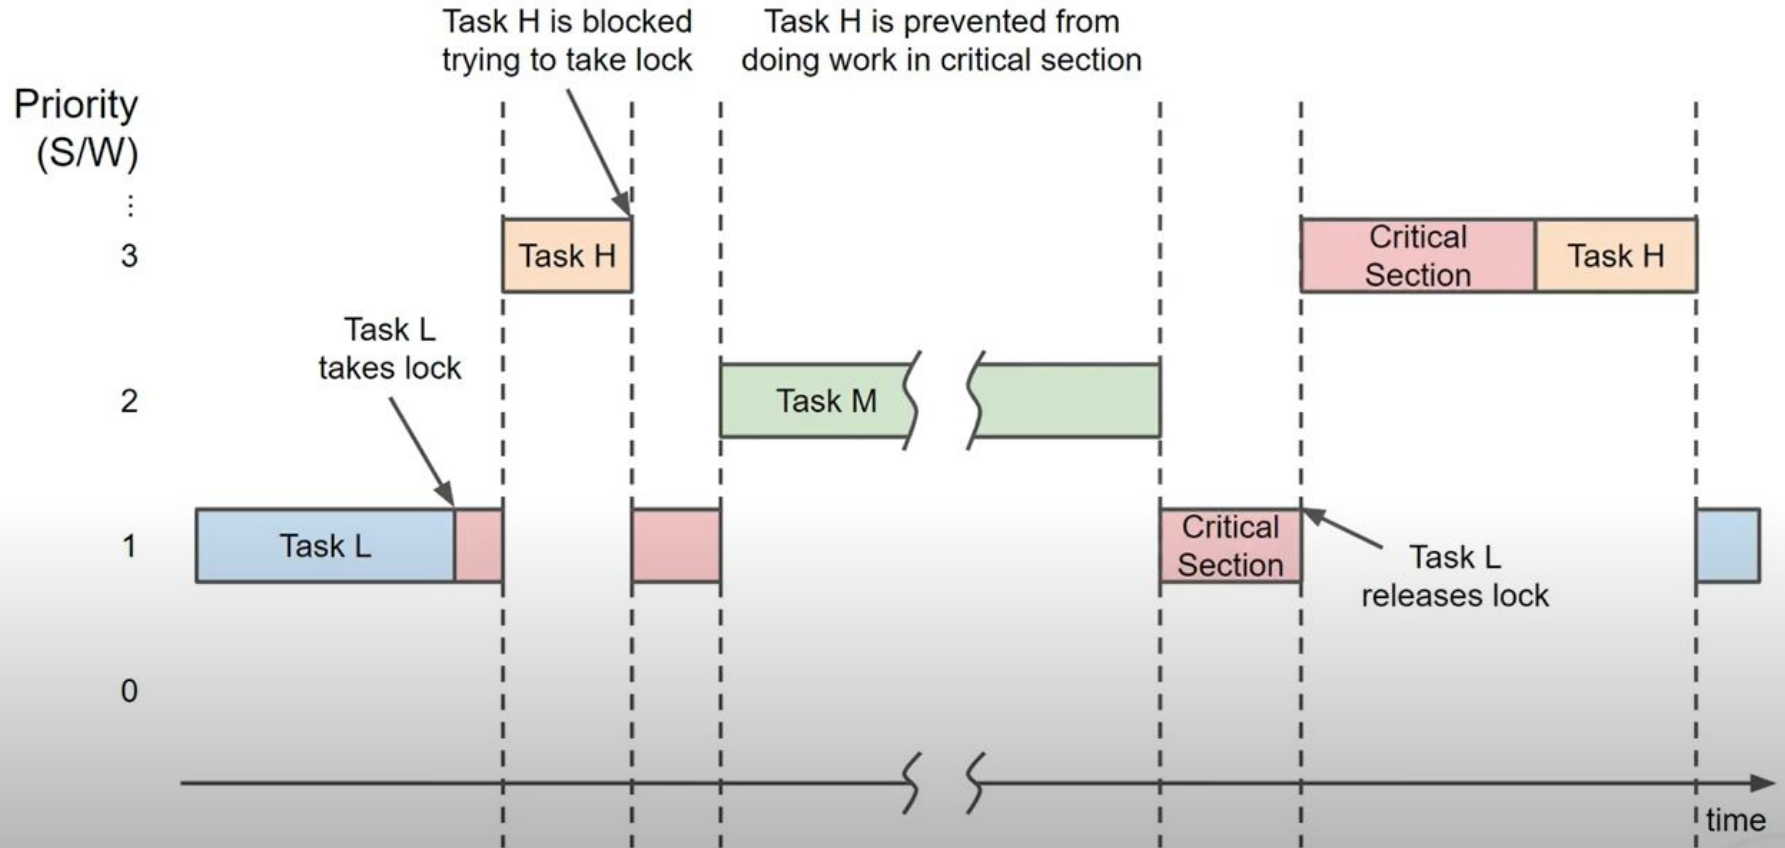 Task H is blocked
trying to take lock
Task H is prevented from
doing work in critical section
Priority
(S/W)
⋮
3
Task H
Critical
Section
Task H
Task L
takes lock
2
Task M
1
Task L
Critical
Section
Task L
releases lock
0
time